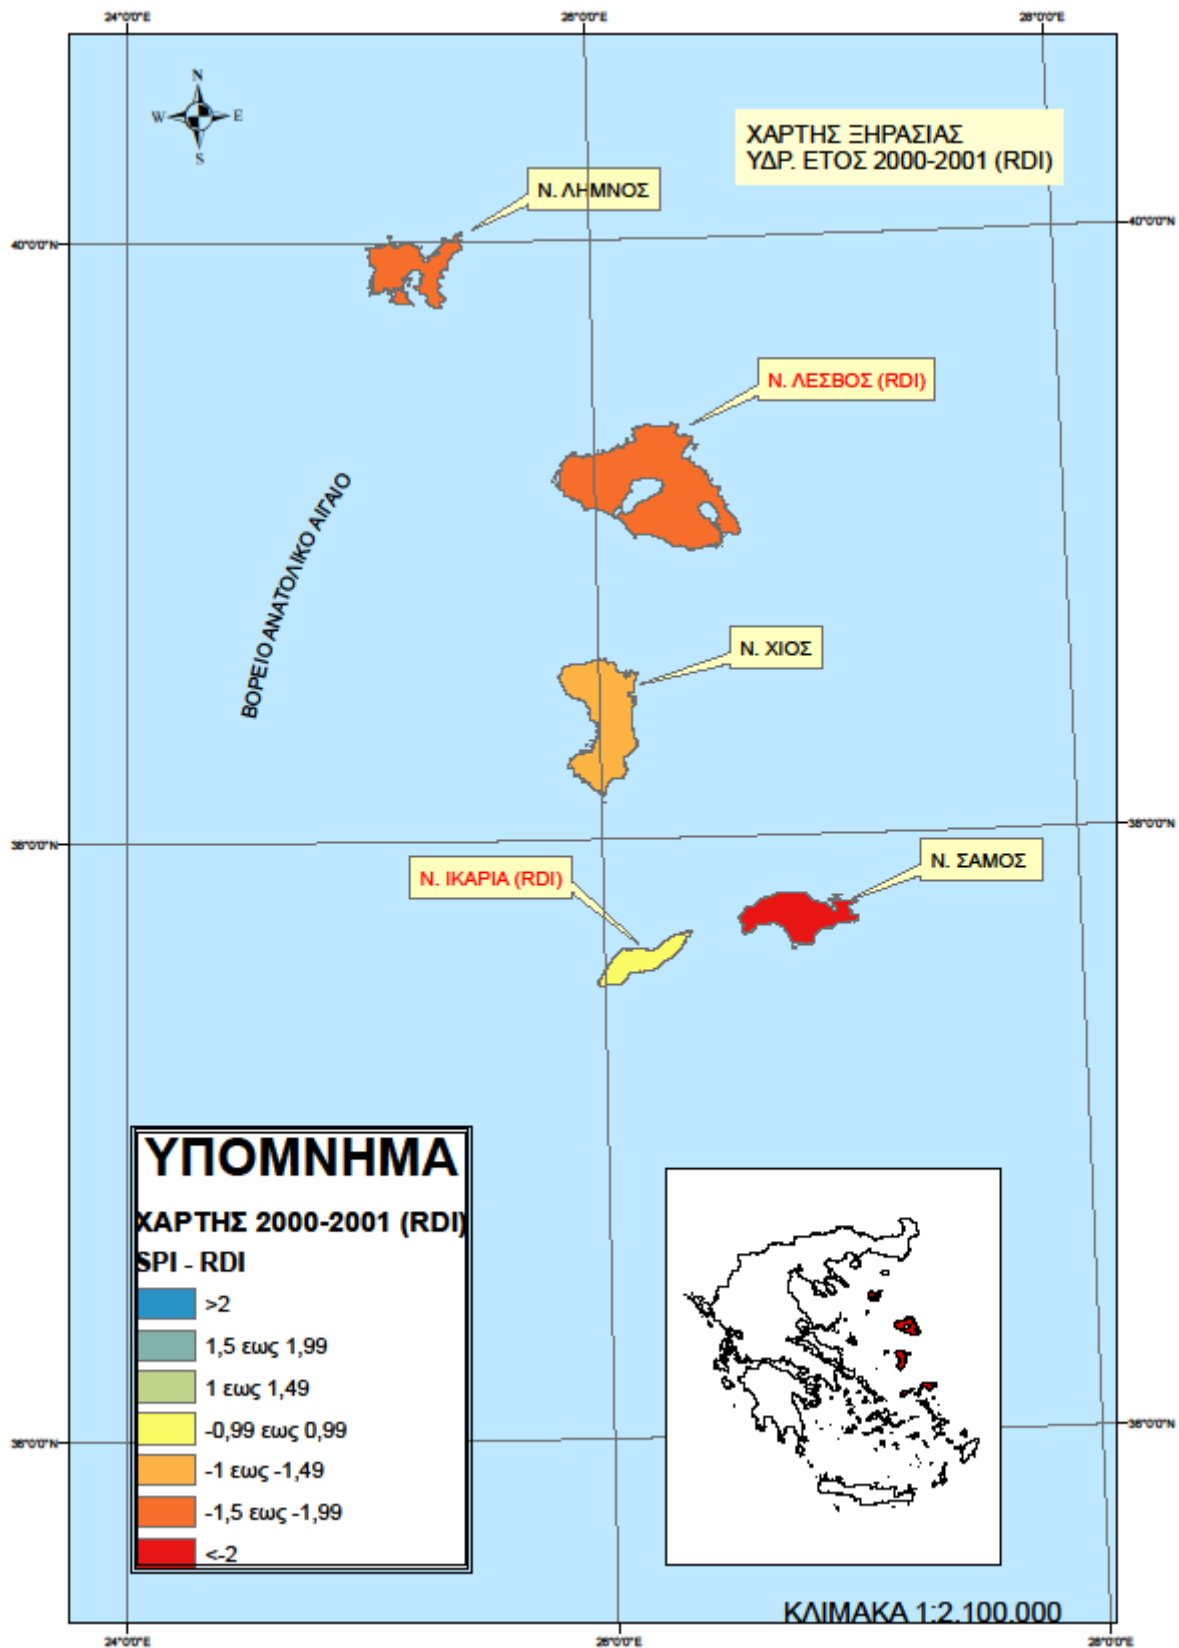 24°0'0"E
26°0'0"E
28°0'0"E
N
W
E
S
ΧΑΡΤΗΣ ΞΗΡΑΣΙΑΣ
ΥΔΡ. ΕΤΟΣ 2000-2001 (RDI)
Ν. ΛΗΜΝΟΣ
40°0'0"N
40°0'0"N
Ν. ΛΕΣΒΟΣ (RDI)
ΒΟΡΕΙΟ ΑΝΑΤΟΛΙΚΟ ΑΙΓΑΙΟ
Ν. ΧΙΟΣ
38°0'0"N
38°0'0"N
Ν. ΙΚΑΡΙΑ (RDI)
Ν. ΣΑΜΟΣ
ΥΠΟΜΝΗΜΑ
ΧΑΡΤΗΣ 2000-2001 (RDI)
SPI - RDI
>2
1,5 εως 1,99
1 εως 1,49
-0,99 εως 0,99
-1 εως -1,49
-1,5 εως -1,99
<-2
36°0'0"N
36°0'0"N
ΚΛΙΜΑΚΑ 1:2.100.000
24°0'0"E
26°0'0"E
28°0'0"E